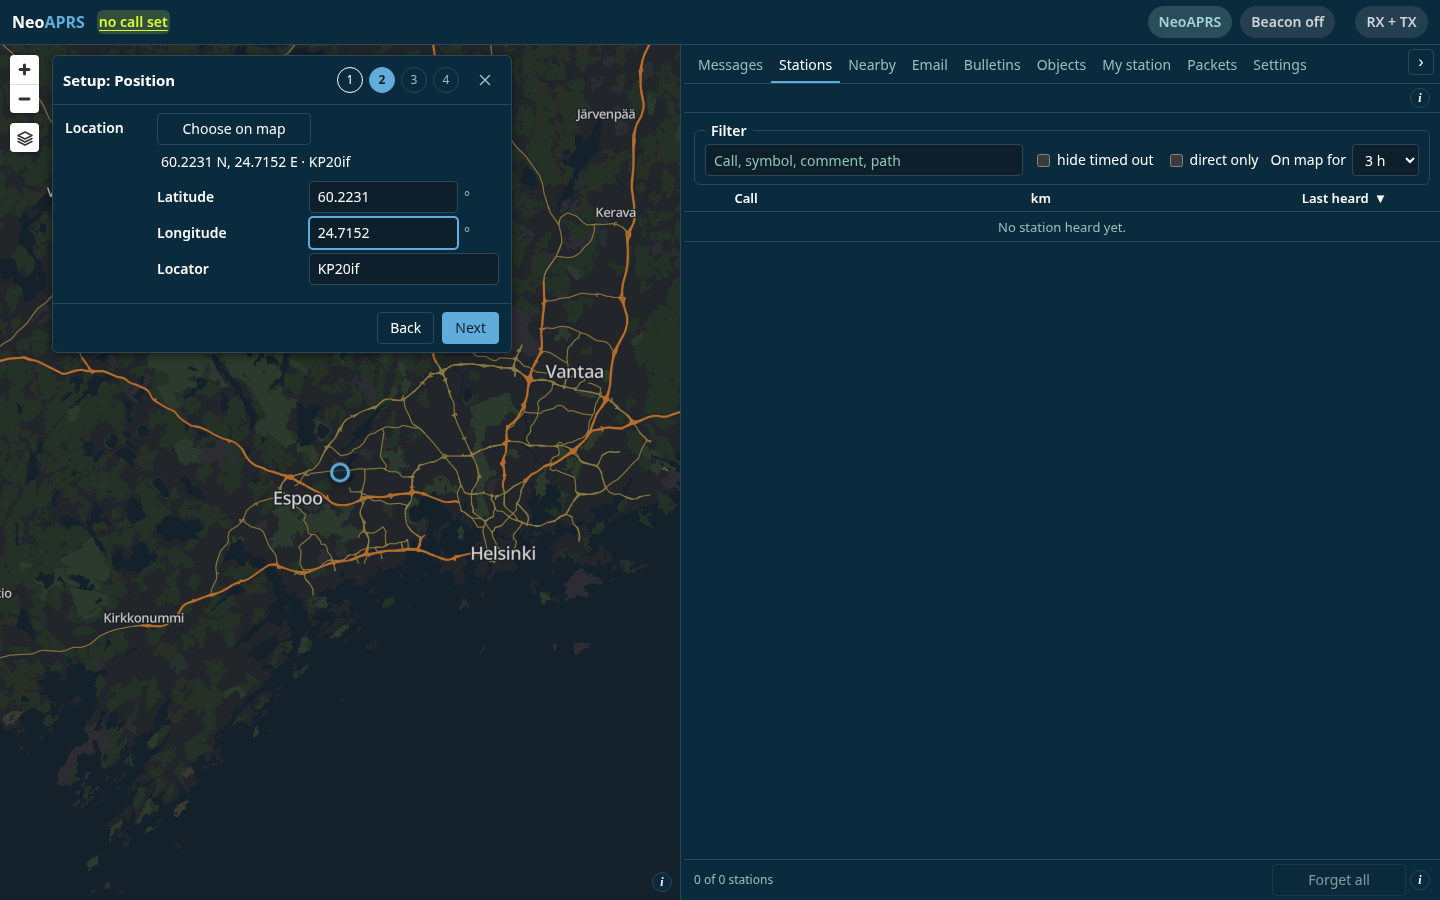 NeoAPRS no call set NeoAPRS Beacon off RX + TX
Setup: Position 1 2 3 4 ×
Location Choose on map
60.2231 N, 24.7152 E · KP20if
Latitude 60.2231 °
Longitude 24.7152 °
Locator KP20if
Back Next
+
−
Järvenpää
Kerava
Vantaa
Espoo
Helsinki
Kirkkonummi
i
Messages Stations Nearby Email Bulletins Objects My station Packets Settings ›
i
Filter
Call, symbol, comment, path hide timed out direct only On map for 3 h
Call km Last heard ▼
No station heard yet.
0 of 0 stations Forget all i